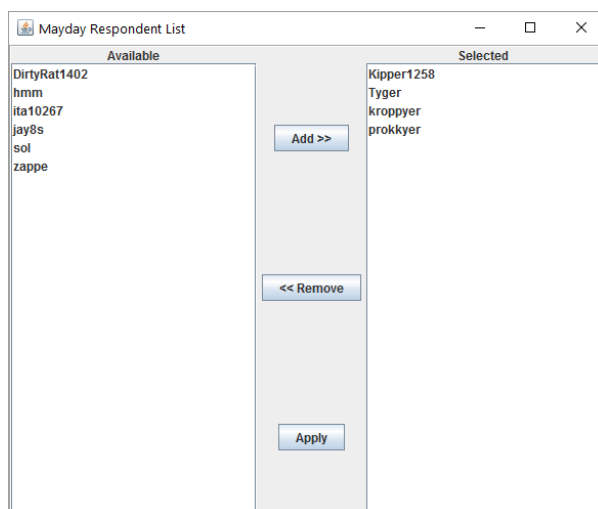 Mayday Respondent List
Available
DirtyRat1402
hmm
ita10267
jay8s
sol
zappe
Add >>
<< Remove
Apply
Selected
Kipper1258
Tyger
kroppyer
prokkyer